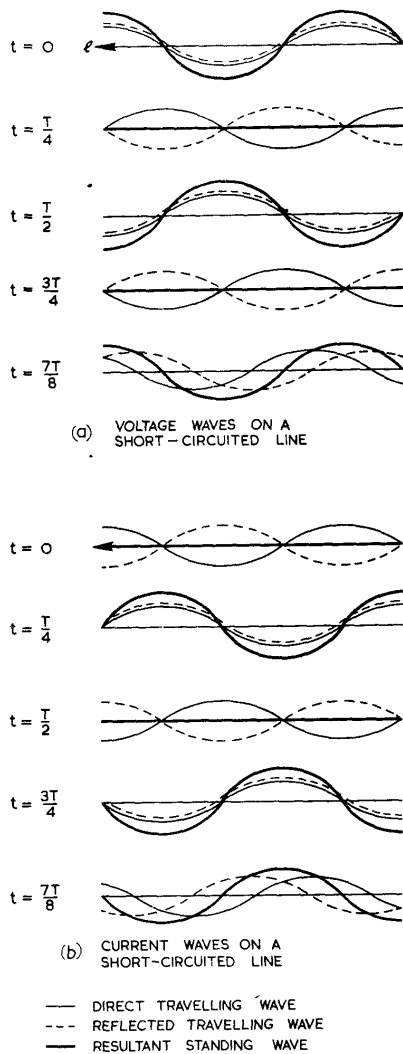 t = 0 ℓ
t = T/4
t = T/2
t = 3T/4
t = 7T/8
(a) VOLTAGE WAVES ON A
SHORT-CIRCUITED LINE
t = 0
t = T/4
t = T/2
t = 3T/4
t = 7T/8
(b) CURRENT WAVES ON A
SHORT-CIRCUITED LINE
DIRECT TRAVELLING WAVE
REFLECTED TRAVELLING WAVE
RESULTANT STANDING WAVE